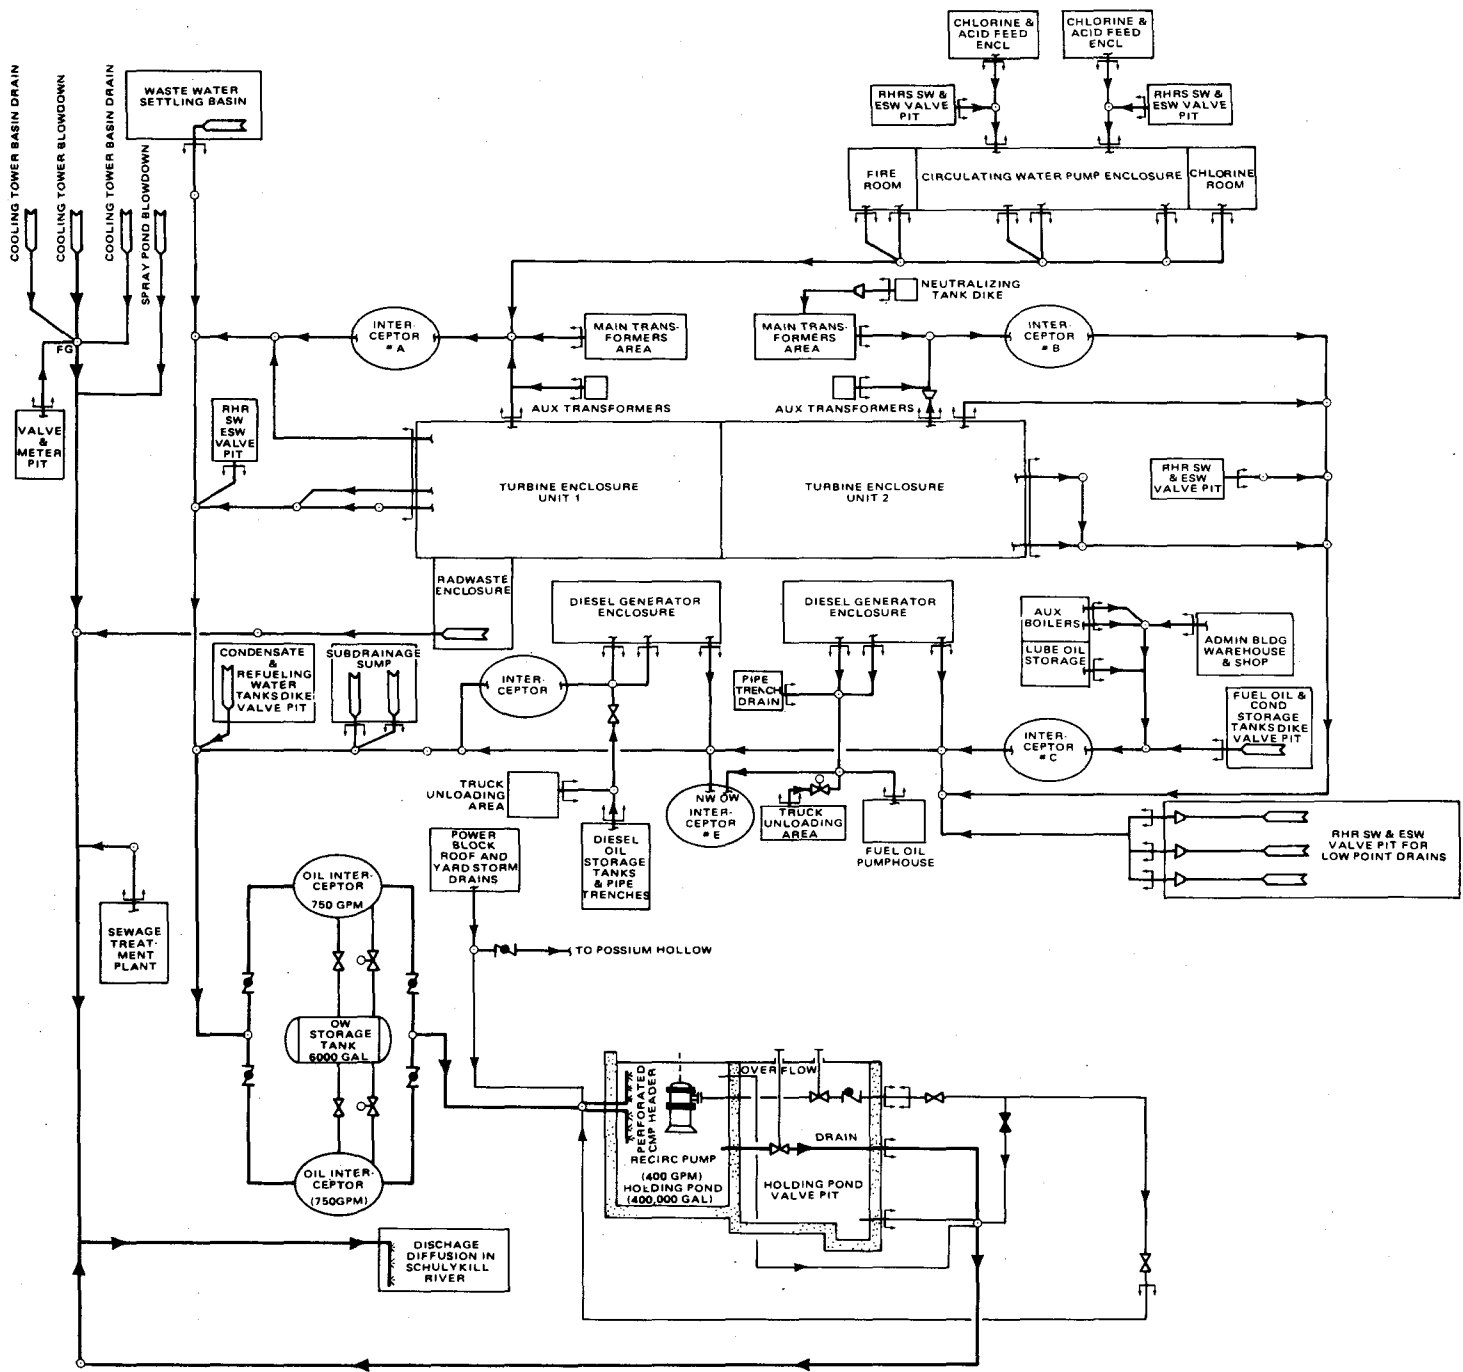 CHLORINE &
ACID FEED
ENCL
CHLORINE &
ACID FEED
ENCL
COOLING TOWER BASIN DRAIN
COOLING TOWER BLOWDOWN
COOLING TOWER BASIN DRAIN
SPRAY POND BLOWDOWN
WASTE WATER
SETTLING BASIN
RHRS SW &
ESW VALVE
PIT
RHRS SW &
ESW VALVE
PIT
FIRE
ROOM
CIRCULATING WATER PUMP ENCLOSURE
CHLORINE
ROOM
NEUTRALIZING
TANK DIKE
INTER-
CEPTOR
# A
MAIN TRANS-
FORMERS
AREA
MAIN TRANS-
FORMERS
AREA
INTER-
CEPTOR
# B
FG
AUX TRANSFORMERS
AUX TRANSFORMERS
VALVE
&
METER
PIT
RHR
SW
ESW
VALVE
PIT
TURBINE ENCLOSURE
UNIT 1
TURBINE ENCLOSURE
UNIT 2
RHR SW
& ESW
VALVE PIT
RADWASTE
ENCLOSURE
DIESEL GENERATOR
ENCLOSURE
DIESEL GENERATOR
ENCLOSURE
AUX
BOILERS
LUBE OIL
STORAGE
ADMIN BLDG
WAREHOUSE
& SHOP
CONDENSATE
&
REFUELING
WATER
TANKS DIKE
VALVE PIT
SUBDRAINAGE
SUMP
INTER-
CEPTOR
PIPE
TRENCH
DRAIN
FUEL OIL &
COND
STORAGE
TANKS DIKE
VALVE PIT
INTER-
CEPTOR
# C
TRUCK
UNLOADING
AREA
NW OW
INTER-
CEPTOR
# E
TRUCK
UNLOADING
AREA
FUEL OIL
PUMPHOUSE
RHR SW & ESW
VALVE PIT FOR
LOW POINT DRAINS
POWER
BLOCK
ROOF AND
YARD STORM
DRAINS
DIESEL
OIL
STORAGE
TANKS
& PIPE
TRENCHES
OIL INTER-
CEPTOR
750 GPM
SEWAGE
TREAT-
MENT
PLANT
TO POSSIUM HOLLOW
OW
STORAGE
TANK
6000 GAL
PERFORATED
CMP HEADER
OVER FLOW
DRAIN
RECIRC PUMP
(400 GPM)
HOLDING POND
(400,000 GAL)
HOLDING POND
VALVE PIT
OIL INTER-
CEPTOR
(750GPM)
DISCHAGE
DIFFUSION IN
SCHULYKILL
RIVER